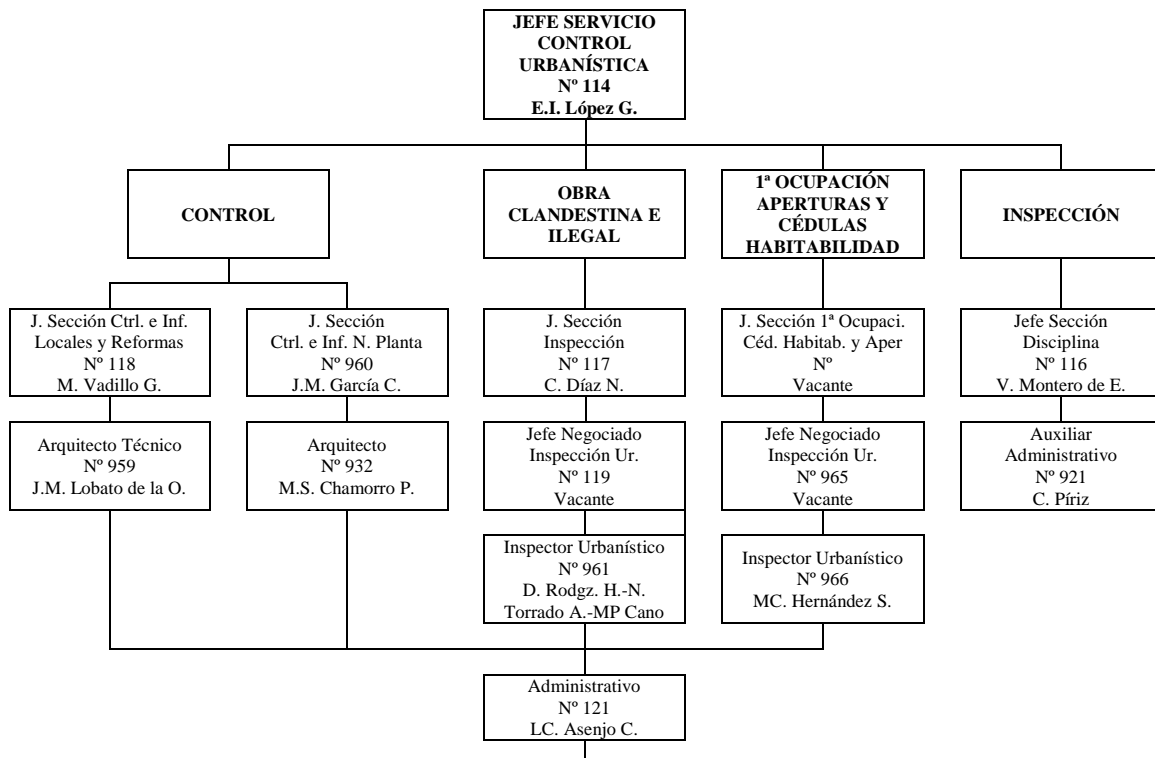 JEFE SERVICIO
CONTROL
URBANÍSTICA
Nº 114
E.I. López G.
CONTROL
OBRA
CLANDESTINA E
ILEGAL
1ª OCUPACIÓN
APERTURAS Y
CÉDULAS
HABITABILIDAD
INSPECCIÓN
J. Sección Ctrl. e Inf.
Locales y Reformas
Nº 118
M. Vadillo G.
J. Sección
Ctrl. e Inf. N. Planta
Nº 960
J.M. García C.
J. Sección
Inspección
Nº 117
C. Díaz N.
J. Sección 1ª Ocupaci.
Céd. Habitab. y Aper
Nº
Vacante
Jefe Sección
Disciplina
Nº 116
V. Montero de E.
Arquitecto Técnico
Nº 959
J.M. Lobato de la O.
Arquitecto
Nº 932
M.S. Chamorro P.
Jefe Negociado
Inspección Ur.
Nº 119
Vacante
Jefe Negociado
Inspección Ur.
Nº 965
Vacante
Auxiliar
Administrativo
Nº 921
C. Píriz
Inspector Urbanístico
Nº 961
D. Rodgz. H.-N.
Torrado A.-MP Cano
Inspector Urbanístico
Nº 966
MC. Hernández S.
Administrativo
Nº 121
LC. Asenjo C.